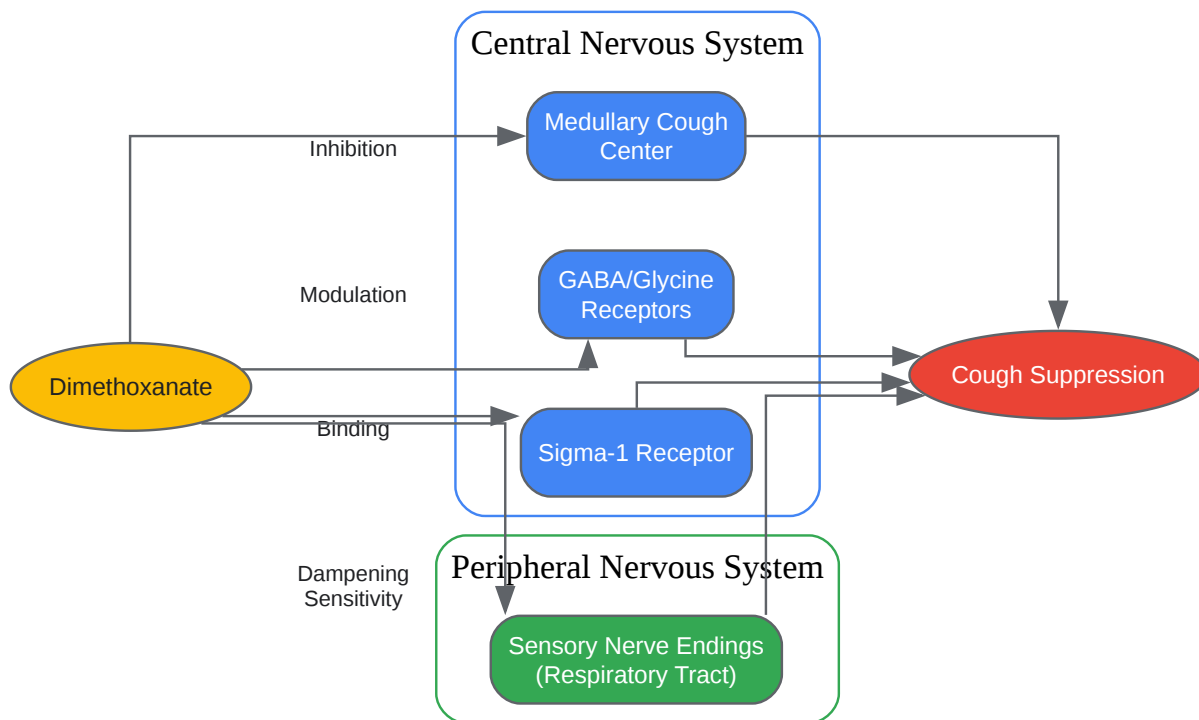 Central Nervous System
Medullary Cough
Center
Inhibition
GABA/Glycine
Receptors
Modulation
Dimethoxanate
Cough Suppression
Binding
Sigma-1 Receptor
Peripheral Nervous System
Dampening
Sensitivity
Sensory Nerve Endings
(Respiratory Tract)